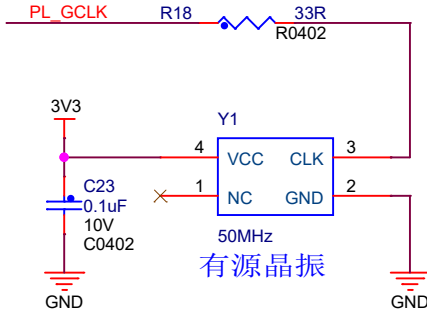 PL_GCLK
R18
33R
R0402
3V3
Y1
4
VCC
CLK
3
1
NC
GND
2
C23
0.1uF
10V
C0402
50MHz
有源晶振
GND
GND